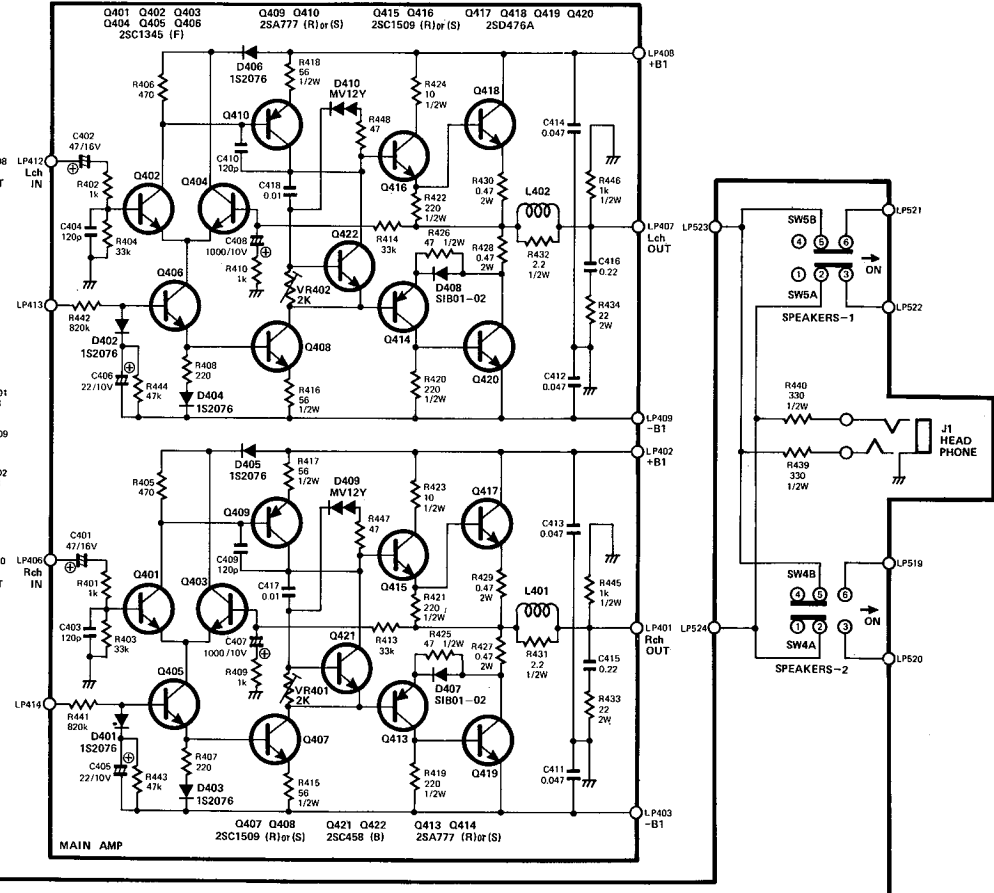 Q401 Q402 Q403
Q404 Q405 Q406
2SC1345 (F)
Q409 Q410
2SA777 (R)or(S)
Q415 Q416
2SC1509 (R)or(S)
Q417 Q418 Q419 Q420
2SD476A
LP408
+B1
D406
1S2076
R418
56
1/2W
D410
MV12Y
R424
10
1/2W
Q418
R406
470
Q410
R448
47
C414
0.047
C402
47/16V
LP412
Lch
IN
R402
1k
Q402
Q404
C410
120p
C418
0.01
Q416
R422
220
1/2W
R430
0.47
2W
L402
R446
1k
1/2W
C404
120p
R404
33k
C408
1000/10V
R410
1k
Q422
R414
33k
R426
47 1/2W
R428
0.47
2W
R432
2.2
1/2W
LP407
Lch
OUT
C416
0.22
Q406
VR402
2K
D408
SIB01-02
LP413
R442
820k
Q408
Q414
R434
22
2W
D402
1S2076
R408
220
Q420
C406
22/10V
R444
47k
D404
1S2076
R416
56
1/2W
R420
220
1/2W
C412
0.047
LP409
-B1
LP402
+B1
D405
1S2076
R417
56
1/2W
D409
MV12Y
R423
10
1/2W
Q417
R405
470
Q409
R447
47
C413
0.047
C401
47/16V
LP406
Rch
IN
R401
1k
Q401
Q403
C409
120p
C417
0.01
Q415
R421
220
1/2W
R429
0.47
2W
L401
R445
1k
1/2W
C403
120p
R403
33k
C407
1000/10V
R409
1k
Q421
R413
33k
R425
47 1/2W
R427
0.47
2W
R431
2.2
1/2W
LP401
Rch
OUT
C415
0.22
Q405
VR401
2K
D407
SIB01-02
LP414
R441
820k
Q407
Q413
R433
22
2W
D401
1S2076
R407
220
Q419
C405
22/10V
R443
47k
D403
1S2076
R415
56
1/2W
R419
220
1/2W
C411
0.047
LP403
-B1
Q407 Q408
2SC1509 (R)or(S)
Q421 Q422
2SC458 (B)
Q413 Q414
2SA777 (R)or(S)
MAIN AMP
LP523
SW5B
LP521
4 5 6
1 2 3
→ ON
SW5A
LP522
SPEAKERS-1
R440
330
1/2W
R439
330
1/2W
J1
HEAD
PHONE
LP519
SW4B
4 5 6
1 2 3
→ ON
LP524
SW4A
LP520
SPEAKERS-2